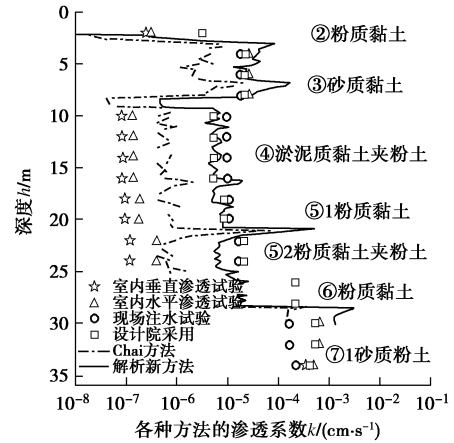 0
5
10
15
20
25
30
35
深度h/m
②粉质黏土
③砂质黏土
④淤泥质黏土夹粉土
⑤1粉质黏土
⑤2粉质黏土夹粉土
⑥粉质黏土
⑦1砂质粉土
室内垂直渗透试验
室内水平渗透试验
现场注水试验
设计院采用
Chai方法
解析新方法
10⁻⁸ 10⁻⁷ 10⁻⁶ 10⁻⁵ 10⁻⁴ 10⁻³ 10⁻² 10⁻¹
各种方法的渗透系数k/(cm·s⁻¹)